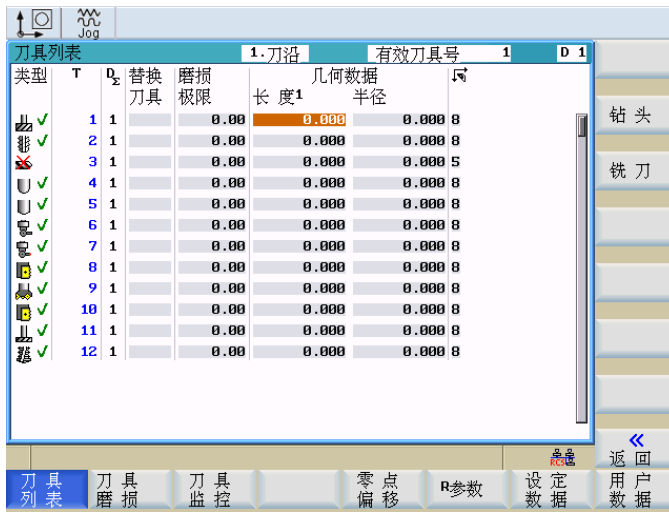 Jog
刀具列表 1.刀沿 有效刀具号 1 D 1
类型 T D Σ 替换刀具 磨损极限 几何数据
长 度1 半径
1 1 0.00 0.000 0.000 8
2 1 0.00 0.000 0.000 8
3 1 0.00 0.000 0.000 5
4 1 0.00 0.000 0.000 8
5 1 0.00 0.000 0.000 8
6 1 0.00 0.000 0.000 8
7 1 0.00 0.000 0.000 8
8 1 0.00 0.000 0.000 8
9 1 0.00 0.000 0.000 8
10 1 0.00 0.000 0.000 8
11 1 0.00 0.000 0.000 8
12 1 0.00 0.000 0.000 8
钻 头
铣 刀
RCS
返 回
刀 具 列 表
刀 具 磨 损
刀 具 监 控
零 点 偏 移
R参数
设 定 数 据
用 户 数 据